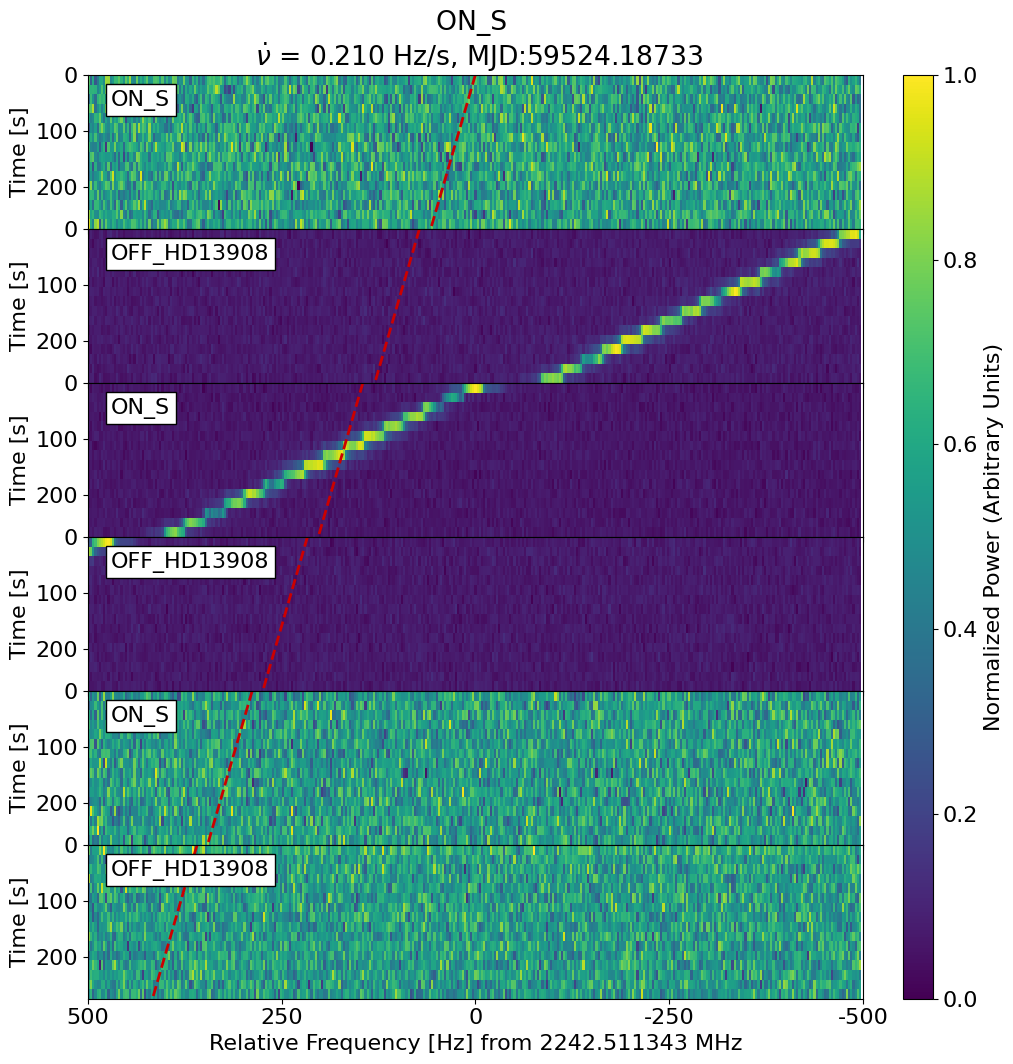 ON_S
ν̇ = 0.210 Hz/s, MJD:59524.18733
0
100
200
Time [s]
ON_S
0
100
200
Time [s]
OFF_HD13908
0
100
200
Time [s]
ON_S
0
100
200
Time [s]
OFF_HD13908
0
100
200
Time [s]
ON_S
0
100
200
Time [s]
OFF_HD13908
500
250
0
-250
-500
Relative Frequency [Hz] from 2242.511343 MHz
1.0
0.8
0.6
0.4
0.2
0.0
Normalized Power (Arbitrary Units)